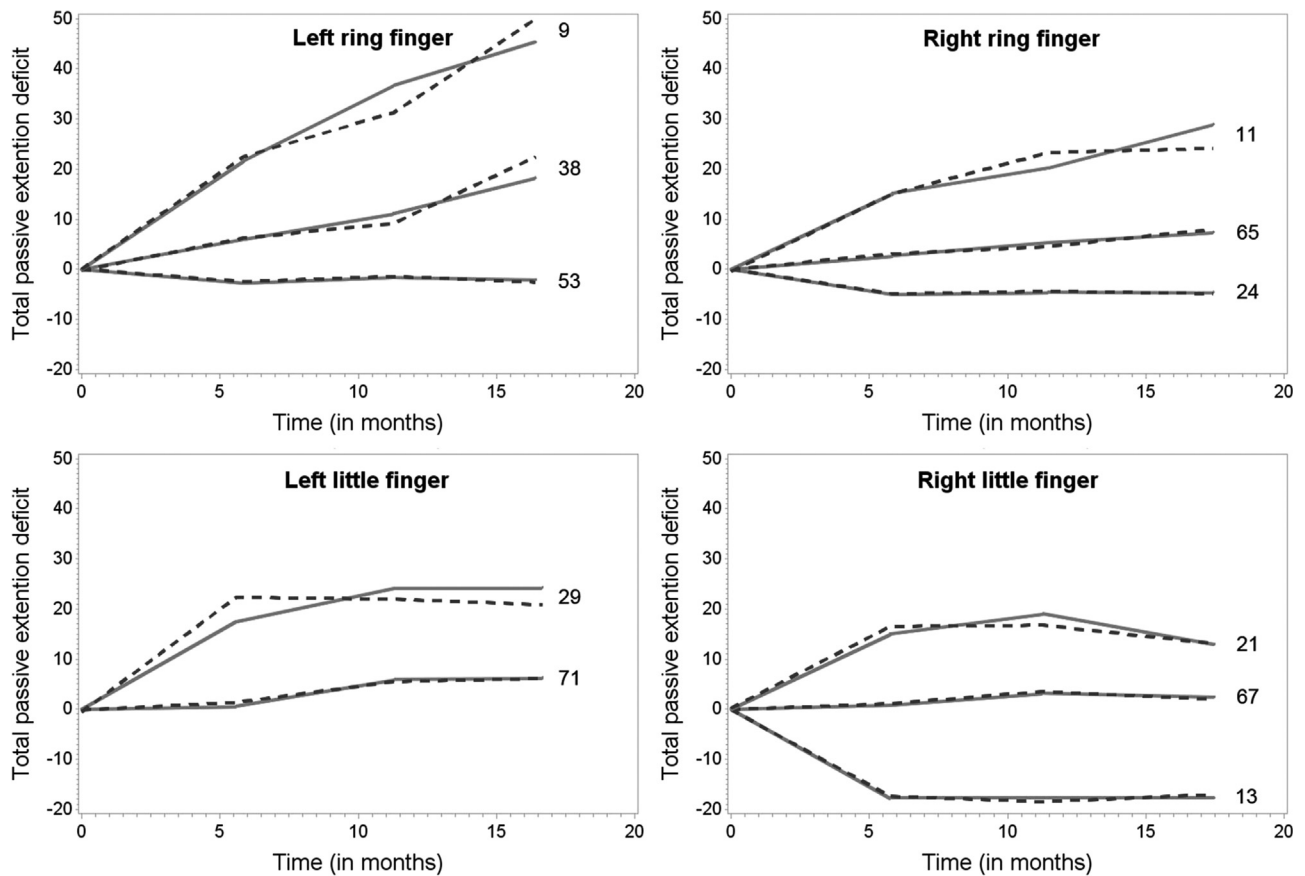 Left ring finger
Total passive extention deficit
50
40
30
20
10
0
-10
-20
9
38
53
0 5 10 15 20
Time (in months)
Right ring finger
Total passive extention deficit
50
40
30
20
10
0
-10
-20
11
65
24
0 5 10 15 20
Time (in months)
Left little finger
Total passive extention deficit
50
40
30
20
10
0
-10
-20
29
71
0 5 10 15 20
Time (in months)
Right little finger
Total passive extention deficit
50
40
30
20
10
0
-10
-20
21
67
13
0 5 10 15 20
Time (in months)